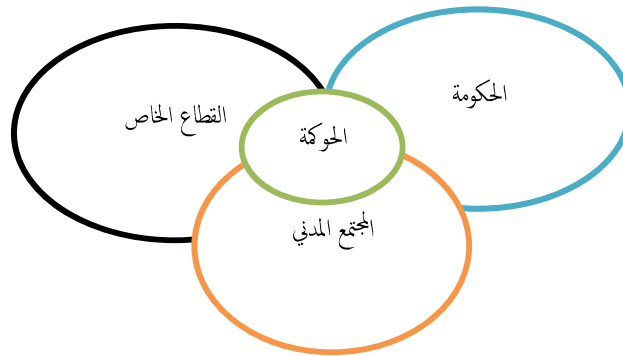 الحكومة
القطاع الخاص
الحوكمة
المجتمع المدني